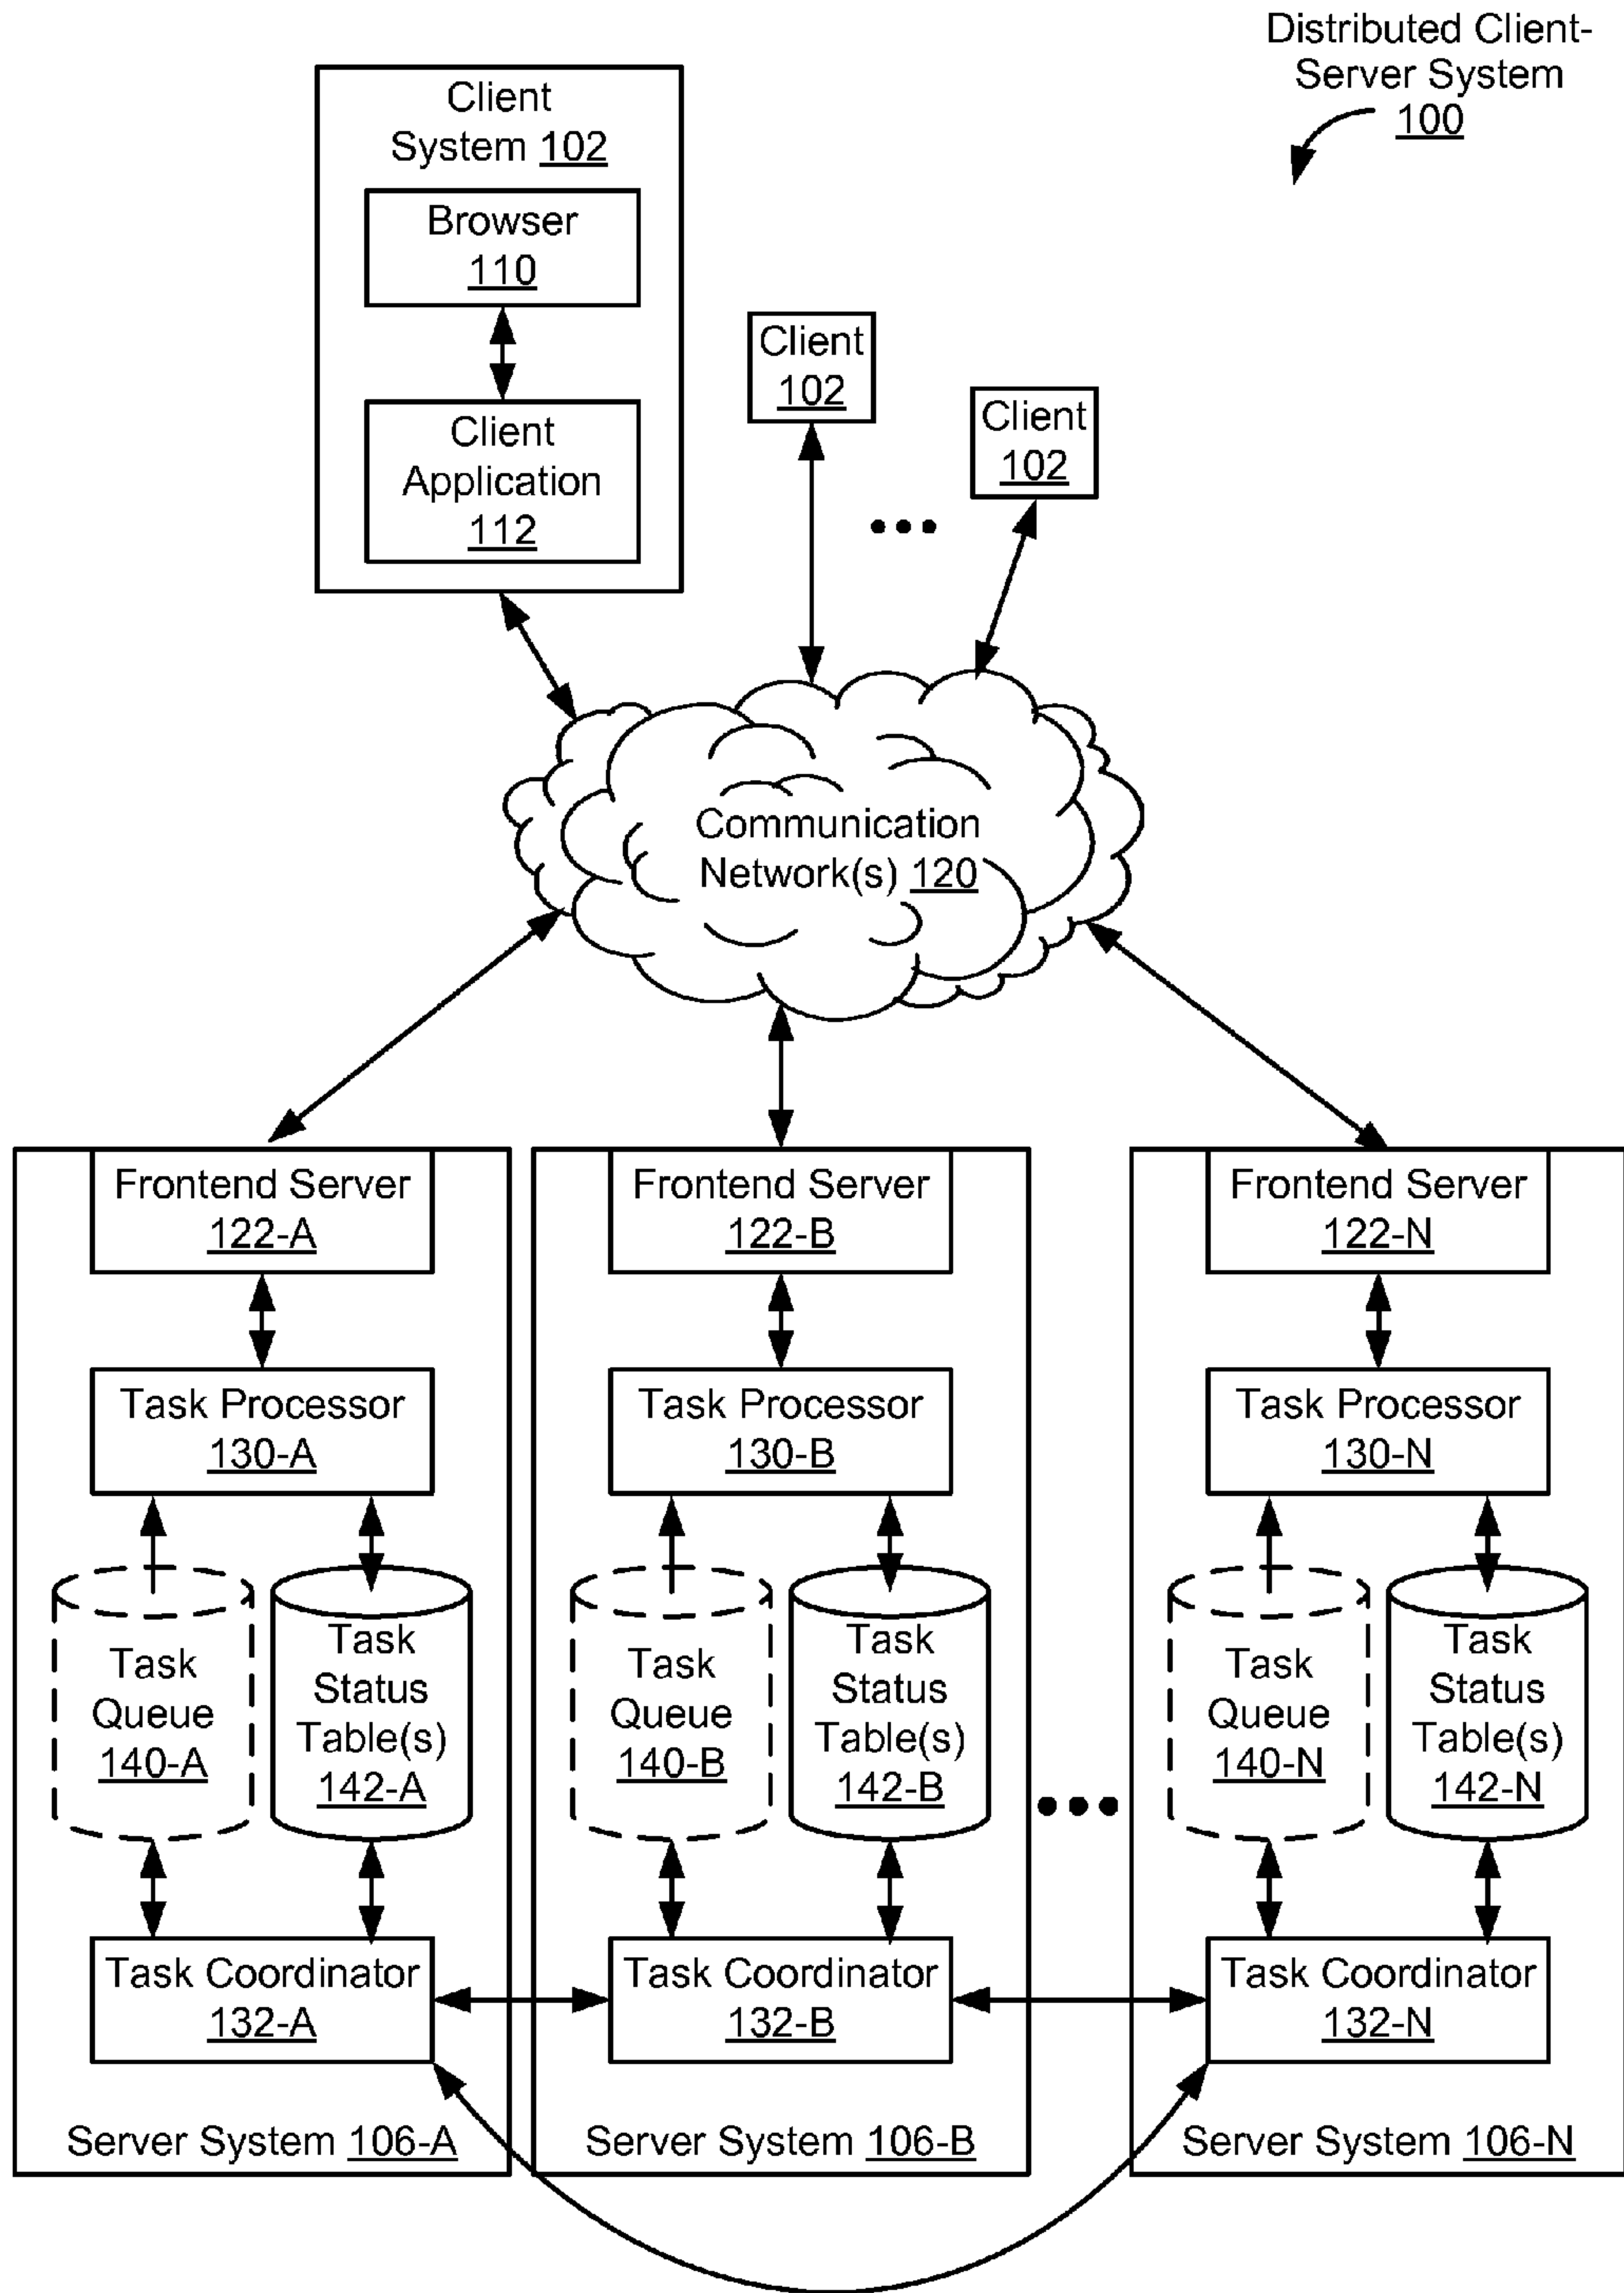 Distributed Client-
Server System
100
Client
System 102
Browser
110
Client
Application
112
Client
102
Client
102
Communication
Network(s) 120
Frontend Server
122-A
Task Processor
130-A
Task
Queue
140-A
Task
Status
Table(s)
142-A
Task Coordinator
132-A
Server System 106-A
Frontend Server
122-B
Task Processor
130-B
Task
Queue
140-B
Task
Status
Table(s)
142-B
Task Coordinator
132-B
Server System 106-B
Frontend Server
122-N
Task Processor
130-N
Task
Queue
140-N
Task
Status
Table(s)
142-N
Task Coordinator
132-N
Server System 106-N